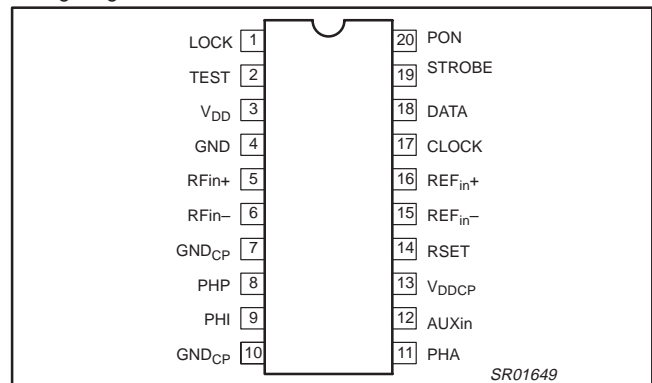 LOCK 1 20 PON
TEST 2 19 STROBE
VDD 3 18 DATA
GND 4 17 CLOCK
RFin+ 5 16 REFin+
RFin– 6 15 REFin–
GNDCP 7 14 RSET
PHP 8 13 VDDCP
PHI 9 12 AUXin
GNDCP 10 11 PHA
SR01649